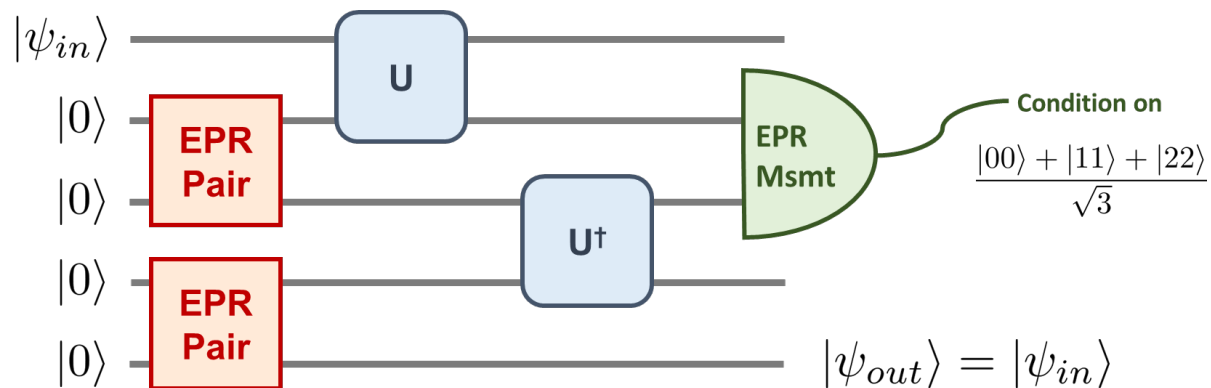 |ψ_in⟩
U
|0⟩
EPR
Pair
|0⟩
EPR
Msmt
Condition on
(|00⟩ + |11⟩ + |22⟩)/√3
U†
|0⟩
EPR
Pair
|0⟩
|ψ_out⟩ = |ψ_in⟩